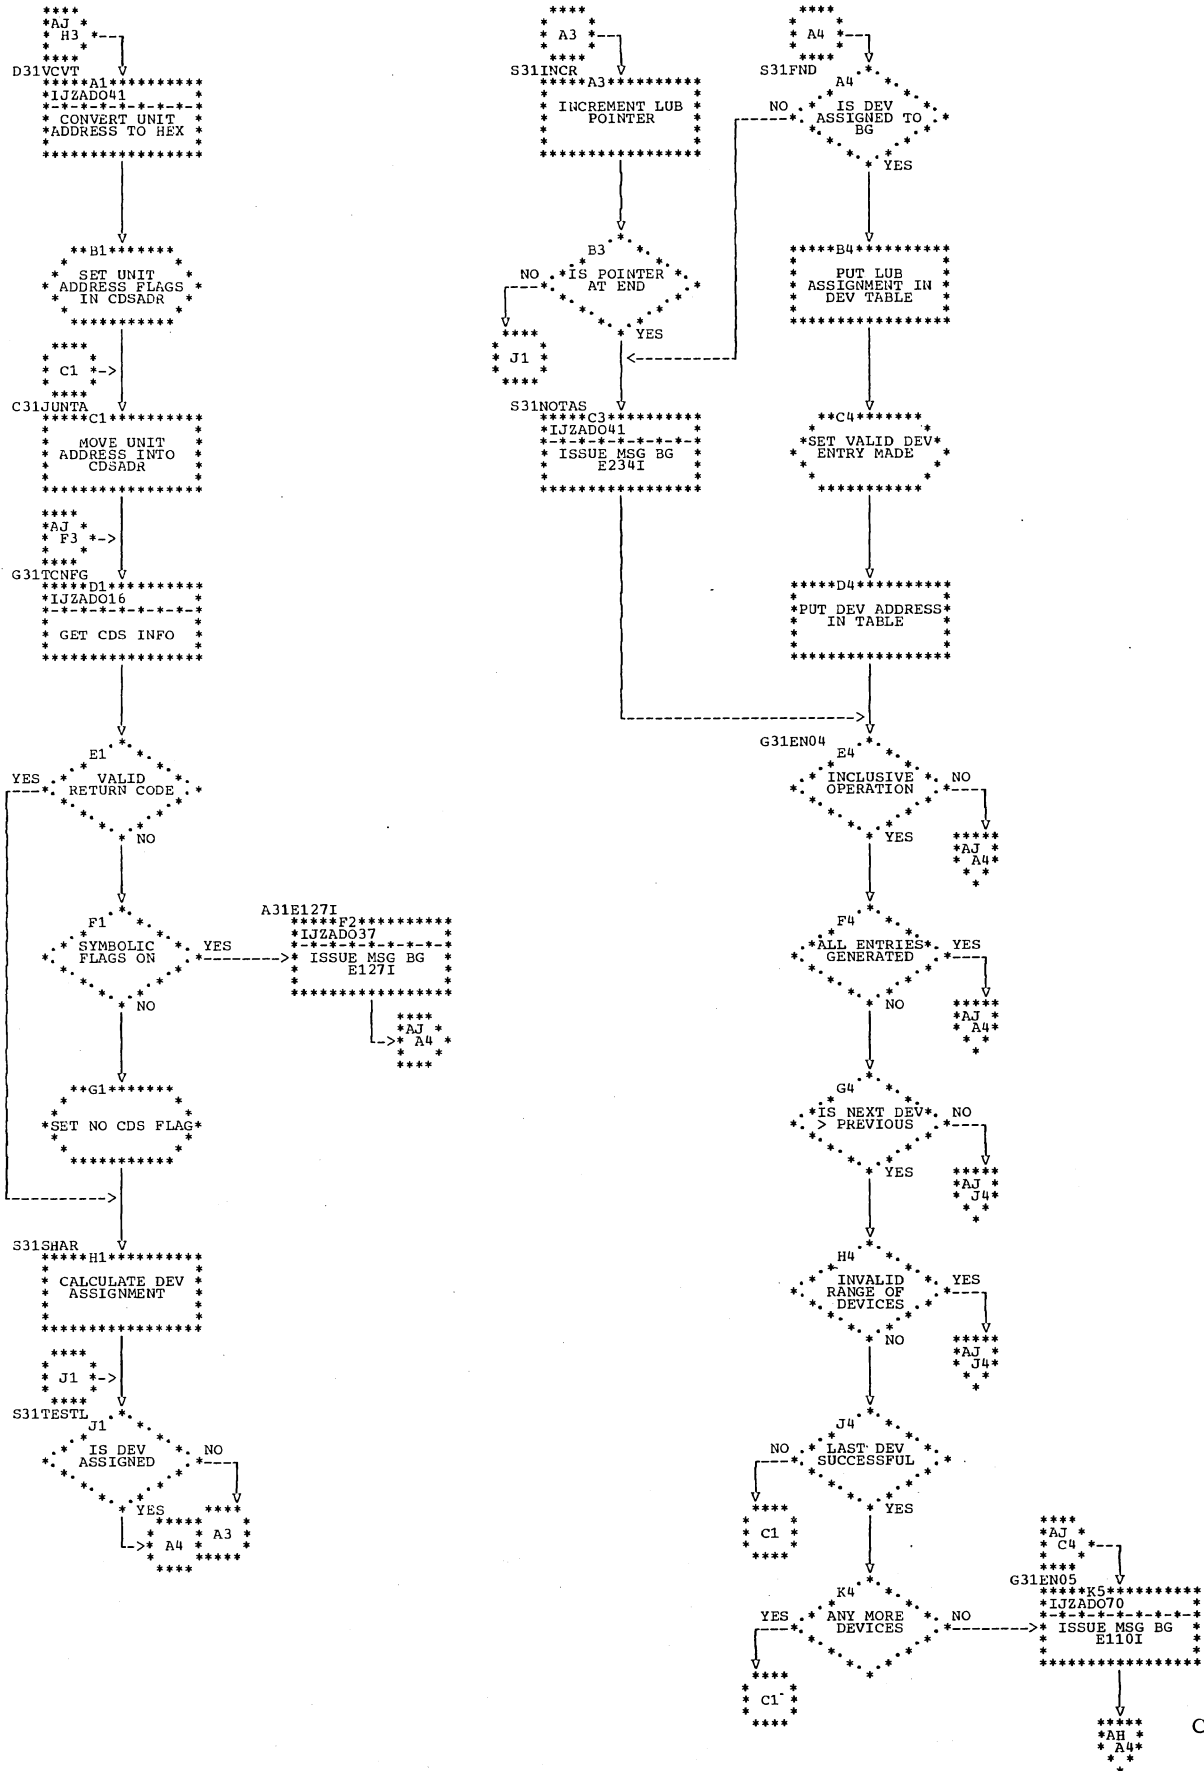 AJ
H3
D31VCVT
A1
IJZADO41
CONVERT UNIT
ADDRESS TO HEX
B1
SET UNIT
ADDRESS FLAGS
IN CDSADR
C1
C31JUNTA
C1
MOVE UNIT
ADDRESS INTO
CDSADR
AJ
F3
G31TCNFG
D1
IJZADO16
GET CDS INFO
E1
YES
VALID
RETURN CODE
NO
F1
SYMBOLIC
FLAGS ON
YES
NO
A31E127I
F2
IJZADO37
ISSUE MSG BG
E127I
AJ
A4
G1
SET NO CDS FLAG
S31SHAR
H1
CALCULATE DEV
ASSIGNMENT
J1
S31TESTL
J1
IS DEV
ASSIGNED
NO
YES
A4
A3
A3
S31INCR
A3
INCREMENT LUB
POINTER
B3
NO
IS POINTER
AT END
YES
J1
S31NOTAS
C3
IJZADO41
ISSUE MSG BG
E234I
A4
S31FND
A4
NO
IS DEV
ASSIGNED TO
BG
YES
B4
PUT LUB
ASSIGNMENT IN
DEV TABLE
C4
SET VALID DEV
ENTRY MADE
D4
PUT DEV ADDRESS
IN TABLE
G31EN04
E4
INCLUSIVE
OPERATION
NO
YES
AJ
A4
F4
ALL ENTRIES
GENERATED
YES
NO
AJ
A4
G4
IS NEXT DEV
> PREVIOUS
NO
YES
AJ
J4
H4
INVALID
RANGE OF
DEVICES
YES
NO
AJ
J4
J4
NO
LAST DEV
SUCCESSFUL
YES
C1
K4
YES
ANY MORE
DEVICES
NO
C1
AJ
C4
G31EN05
K5
IJZADO70
ISSUE MSG BG
E110I
AH
A4
C